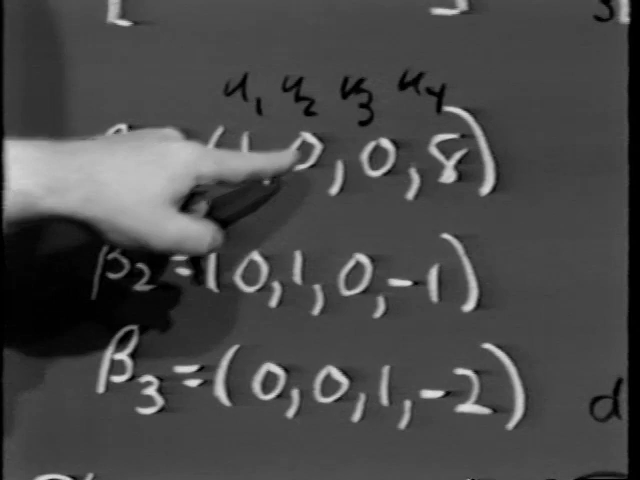 u₁ u₂ u₃ u₄
(1, 0, 0, 8)
β₂ = (0, 1, 0, -1)
β₃ = (0, 0, 1, -2)
d